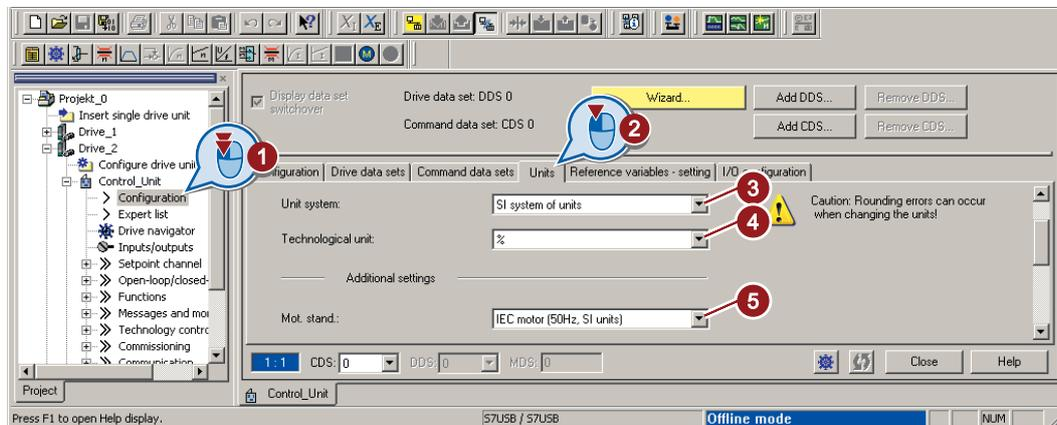 Projekt_0
Insert single drive unit
Drive_1
Drive_2
Configure drive uni
Control_Unit
Configuration
Expert list
Drive navigator
Inputs/outputs
Setpoint channel
Open-loop/closed-
Functions
Messages and mor
Technology contro
Commissioning
Communication
Project
Display data set
switchover
Drive data set: DDS 0
Command data set: CDS 0
Wizard...
Add DDS...
Remove DDS...
Add CDS...
Remove CDS...
1
2
nfiguration
Drive data sets
Command data sets
Units
Reference variables - setting
I/O configuration
Unit system:
SI system of units
3
Caution: Rounding errors can occur
when changing the units!
Technological unit:
%
4
Additional settings
Mot. stand.:
IEC motor (50Hz, SI units)
5
1 : 1
CDS: 0
DDS: 0
MDS: 0
Close
Help
Control_Unit
Press F1 to open Help display.
S7USB / S7USB
Offline mode
NUM